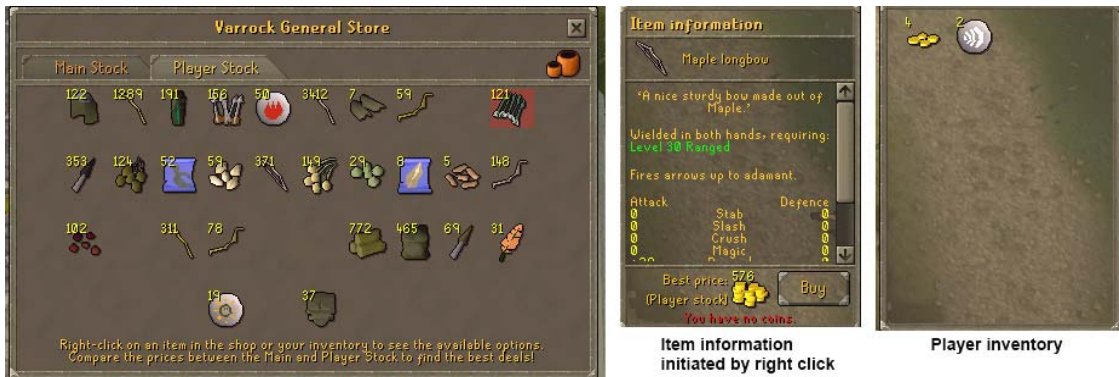 Varrock General Store
Main Stock
Player Stock
122 1289 191 156 50 3412 7 59 121
353 124 52 59 371 149 29 8 5 148
102 311 78 772 465 69 31
19 37
Right-click on an item in the shop or your inventory to see the available options.
Compare the prices between the Main and Player Stock to find the best deals!
Item information
Maple longbow
'A nice sturdy bow made out of
Maple.'
Wielded in both hands, requiring:
Level 30 Ranged
Fires arrows up to adamant.
Attack Defence
0 Stab 0
0 Slash 0
0 Crush 0
0 Magic 0
Best price: 576
(Player stock)
Buy
You have no coins.
Item information
initiated by right click
4 2
Player inventory